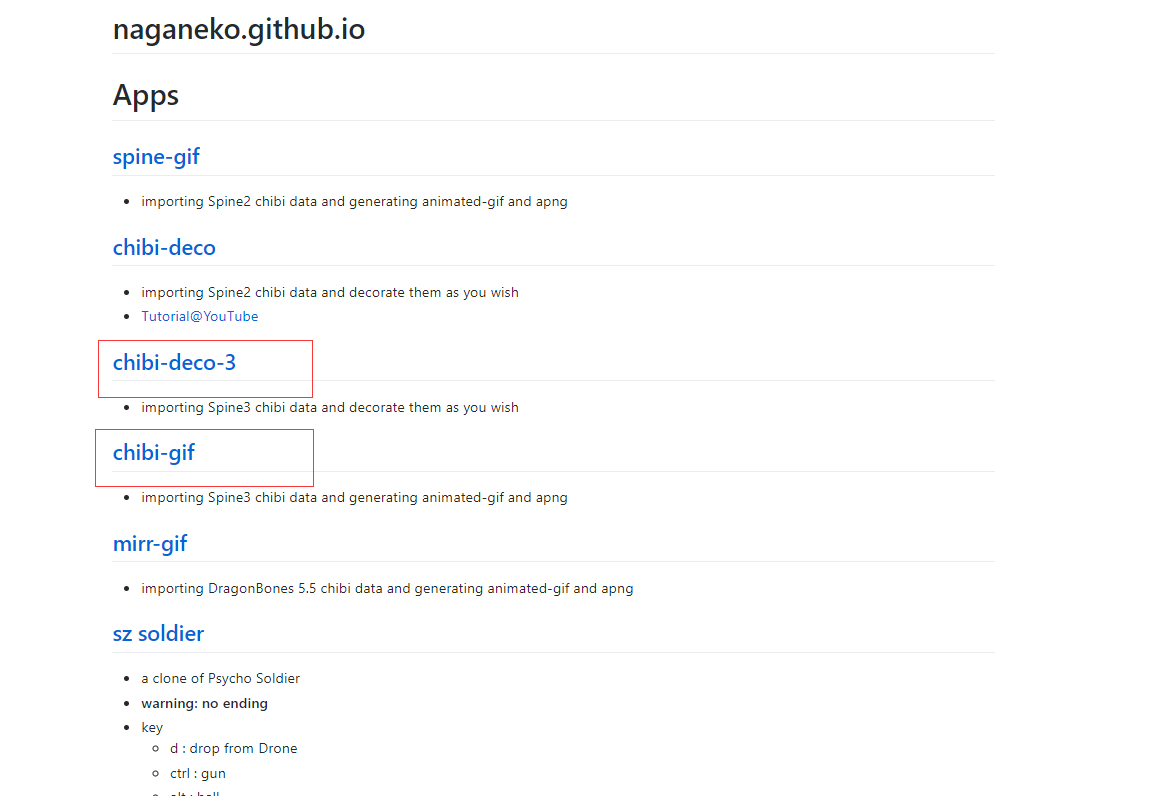 naganeko.github.io
Apps
spine-gif
importing Spine2 chibi data and generating animated-gif and apng
chibi-deco
importing Spine2 chibi data and decorate them as you wish
Tutorial@YouTube
chibi-deco-3
importing Spine3 chibi data and decorate them as you wish
chibi-gif
importing Spine3 chibi data and generating animated-gif and apng
mirr-gif
importing DragonBones 5.5 chibi data and generating animated-gif and apng
sz soldier
a clone of Psycho Soldier
warning: no ending
key
d : drop from Drone
ctrl : gun